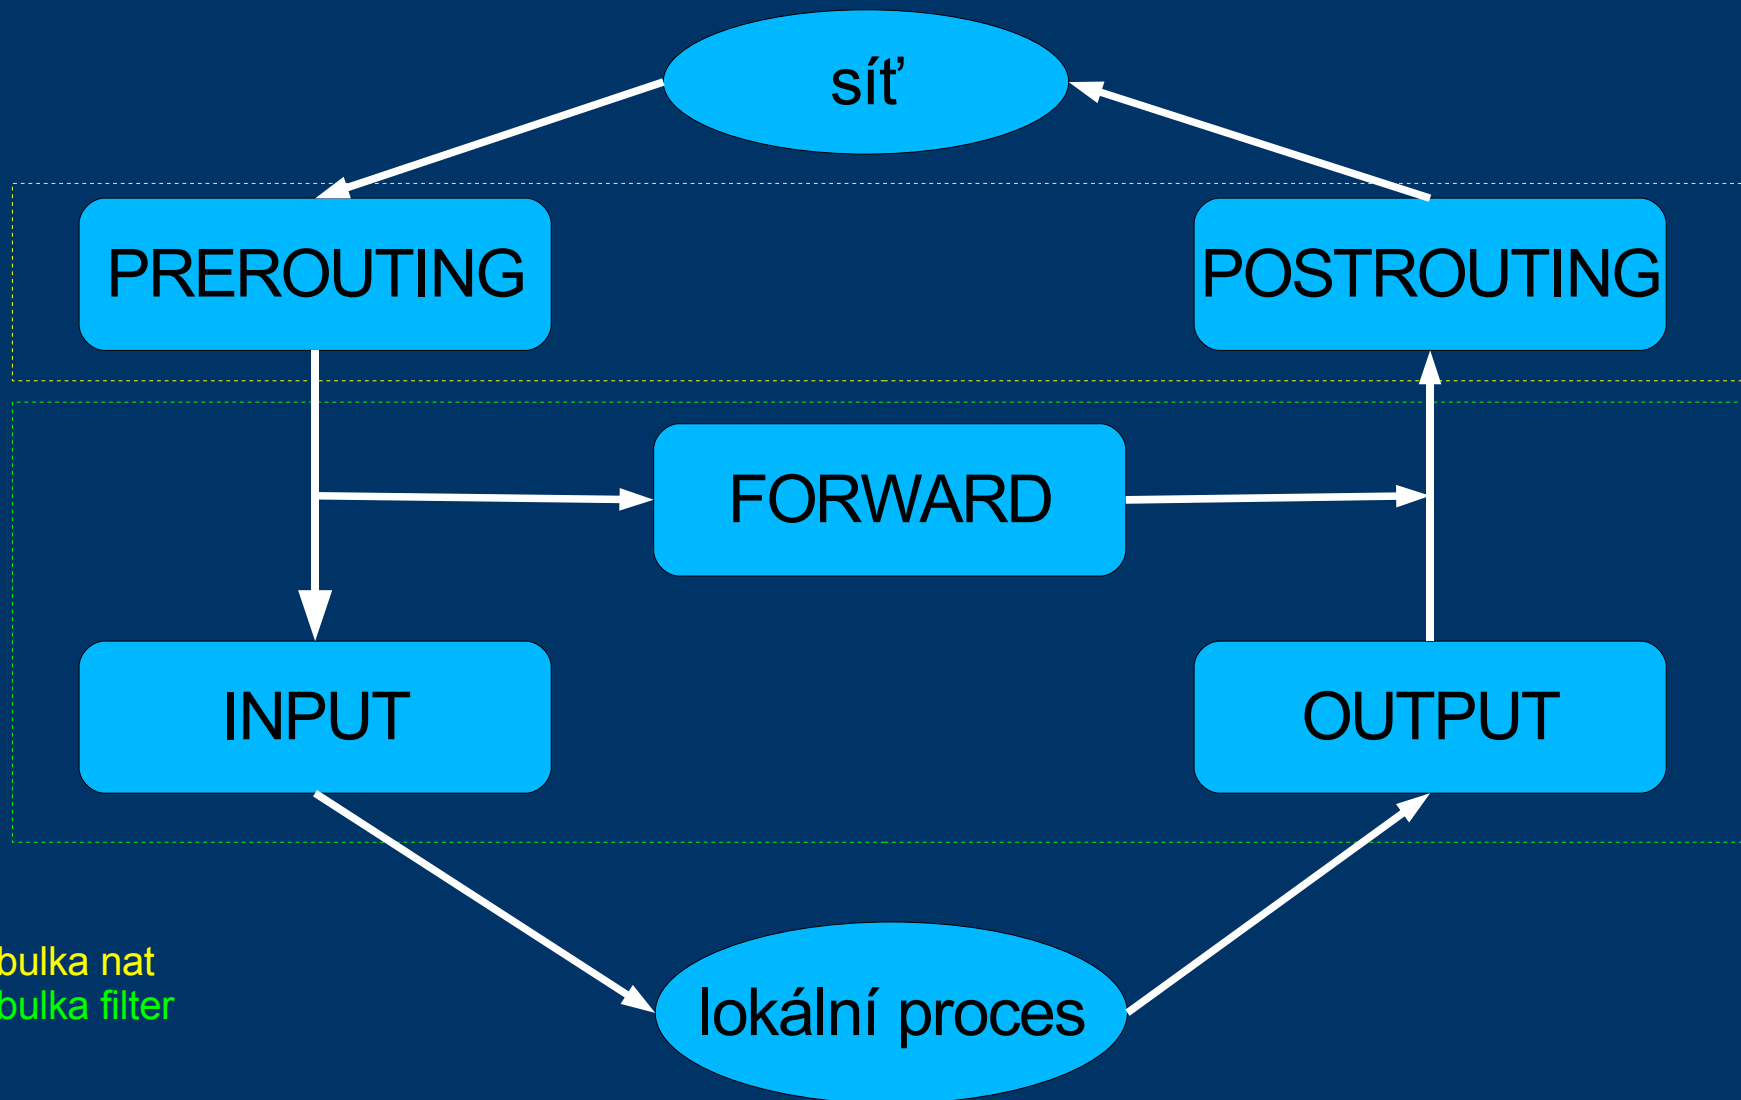 síť
PREROUTING
POSTROUTING
FORWARD
INPUT
OUTPUT
bulka nat
bulka filter
lokální proces